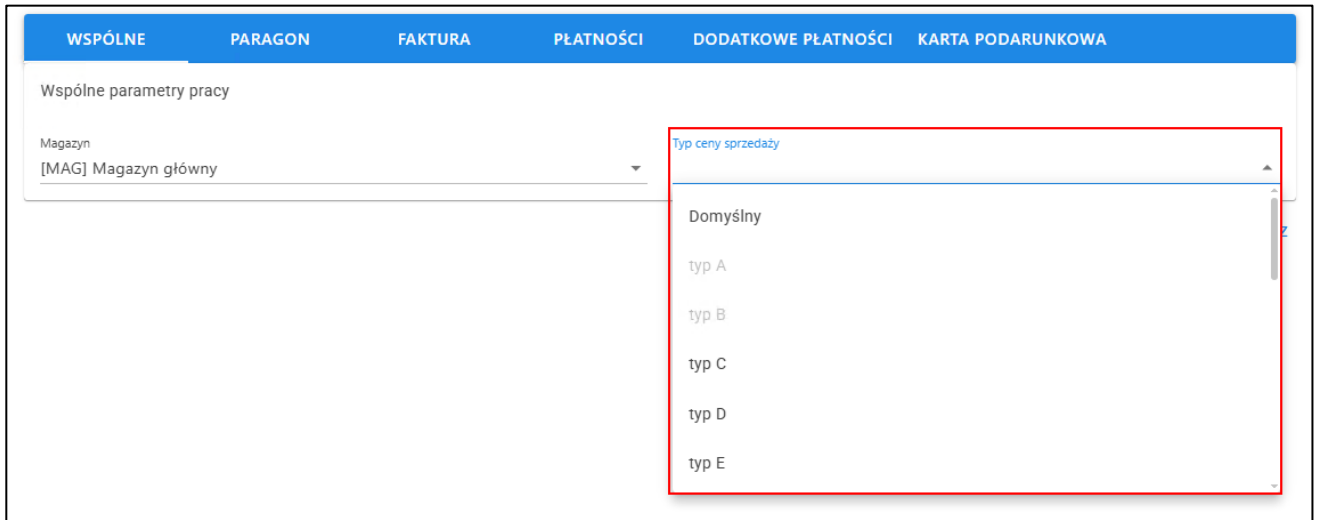 WSPÓLNE PARAGON FAKTURA PŁATNOŚCI DODATKOWE PŁATNOŚCI KARTA PODARUNKOWA
Wspólne parametry pracy
Magazyn
[MAG] Magazyn główny
Typ ceny sprzedaży
Domyślny
typ A
typ B
typ C
typ D
typ E